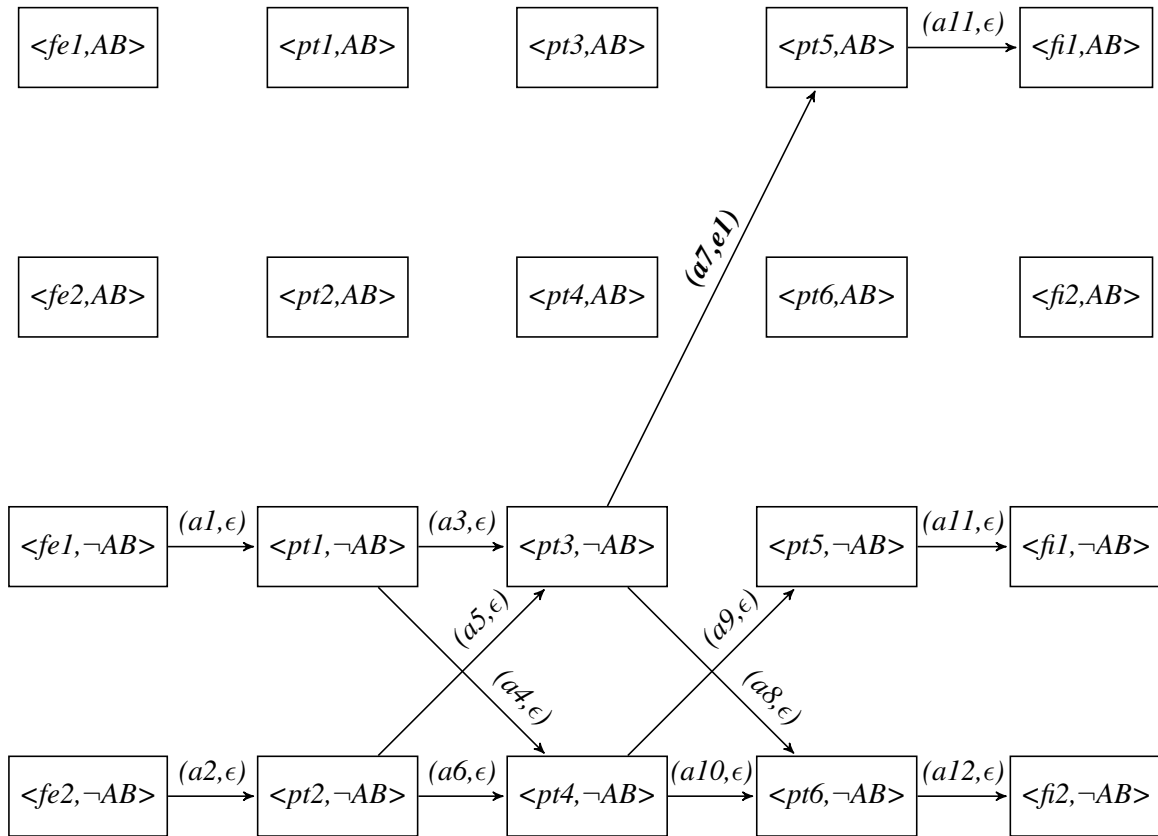 (a11,ϵ)
<fe1,AB> <pt1,AB> <pt3,AB> <pt5,AB> <fi1,AB>
(a7,e1)
<fe2,AB> <pt2,AB> <pt4,AB> <pt6,AB> <fi2,AB>
(a1,ϵ) (a3,ϵ) (a11,ϵ)
<fe1,¬AB> <pt1,¬AB> <pt3,¬AB> <pt5,¬AB> <fi1,¬AB>
(a5,ϵ) (a9,ϵ)
(a4,ϵ) (a8,ϵ)
(a2,ϵ) (a6,ϵ) (a10,ϵ) (a12,ϵ)
<fe2,¬AB> <pt2,¬AB> <pt4,¬AB> <pt6,¬AB> <fi2,¬AB>